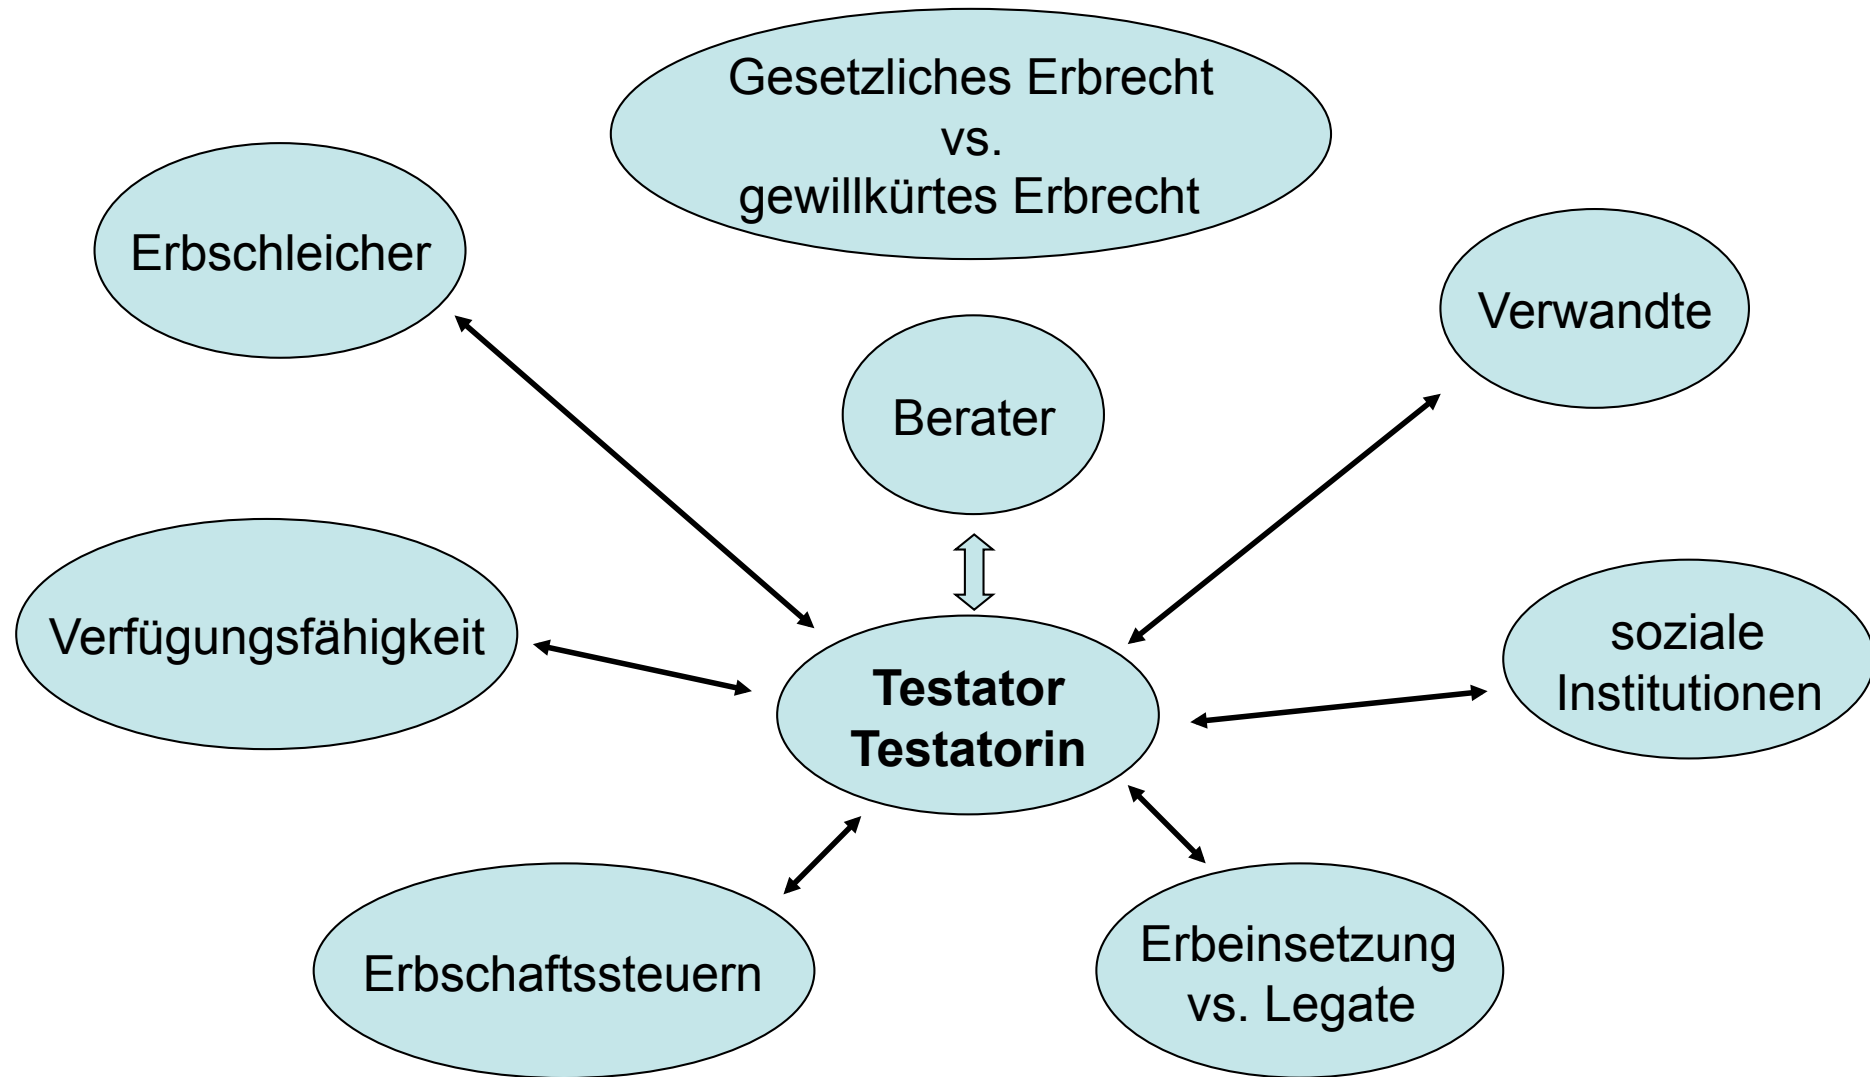 Gesetzliches Erbrecht
vs.
gewillkürtes Erbrecht
Erbschleicher
Verwandte
Berater
Verfügungsfähigkeit
soziale
Institutionen
Testator
Testatorin
Erbschaftssteuern
Erbeinsetzung
vs. Legate